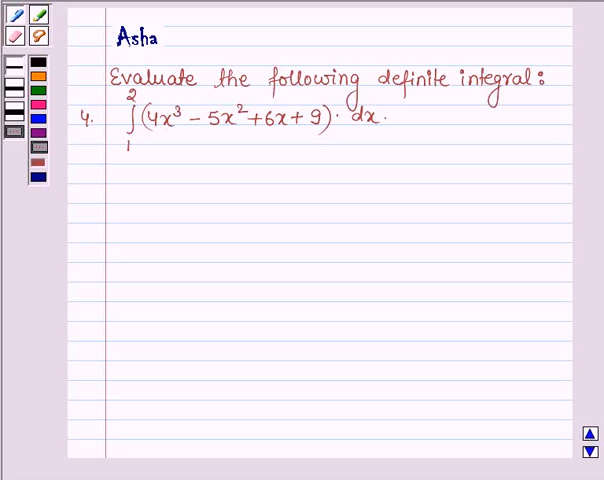 Asha
Evaluate the following definite integral:
4. ∫₁² (4x³ - 5x² + 6x + 9) · dx.